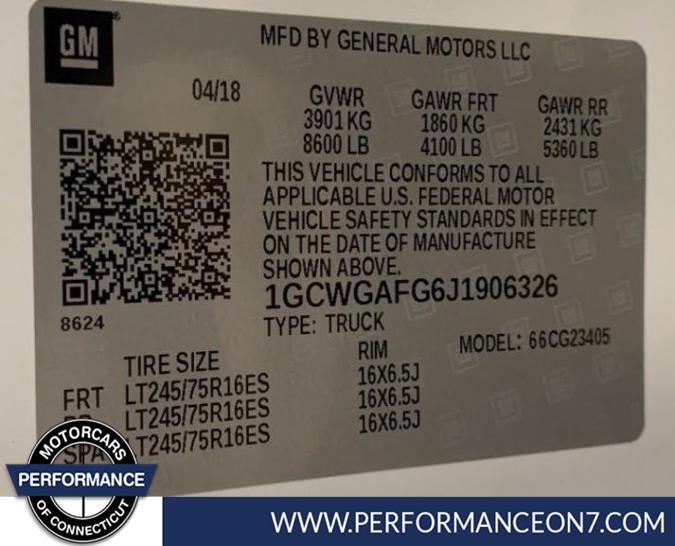 GM
MFD BY GENERAL MOTORS LLC
04/18
GVWR GAWR FRT GAWR RR
3901 KG 1860 KG 2431 KG
8600 LB 4100 LB 5360 LB
THIS VEHICLE CONFORMS TO ALL
APPLICABLE U.S. FEDERAL MOTOR
VEHICLE SAFETY STANDARDS IN EFFECT
ON THE DATE OF MANUFACTURE
SHOWN ABOVE.
1GCWGAFG6J1906326
8624
TYPE: TRUCK
MODEL: 66CG23405
TIRE SIZE RIM
FRT LT245/75R16ES 16X6.5J
LT245/75R16ES 16X6.5J
SPA LT245/75R16ES 16X6.5J
MOTORCARS
PERFORMANCE
OF CONNECTICUT
WWW.PERFORMANCEON7.COM